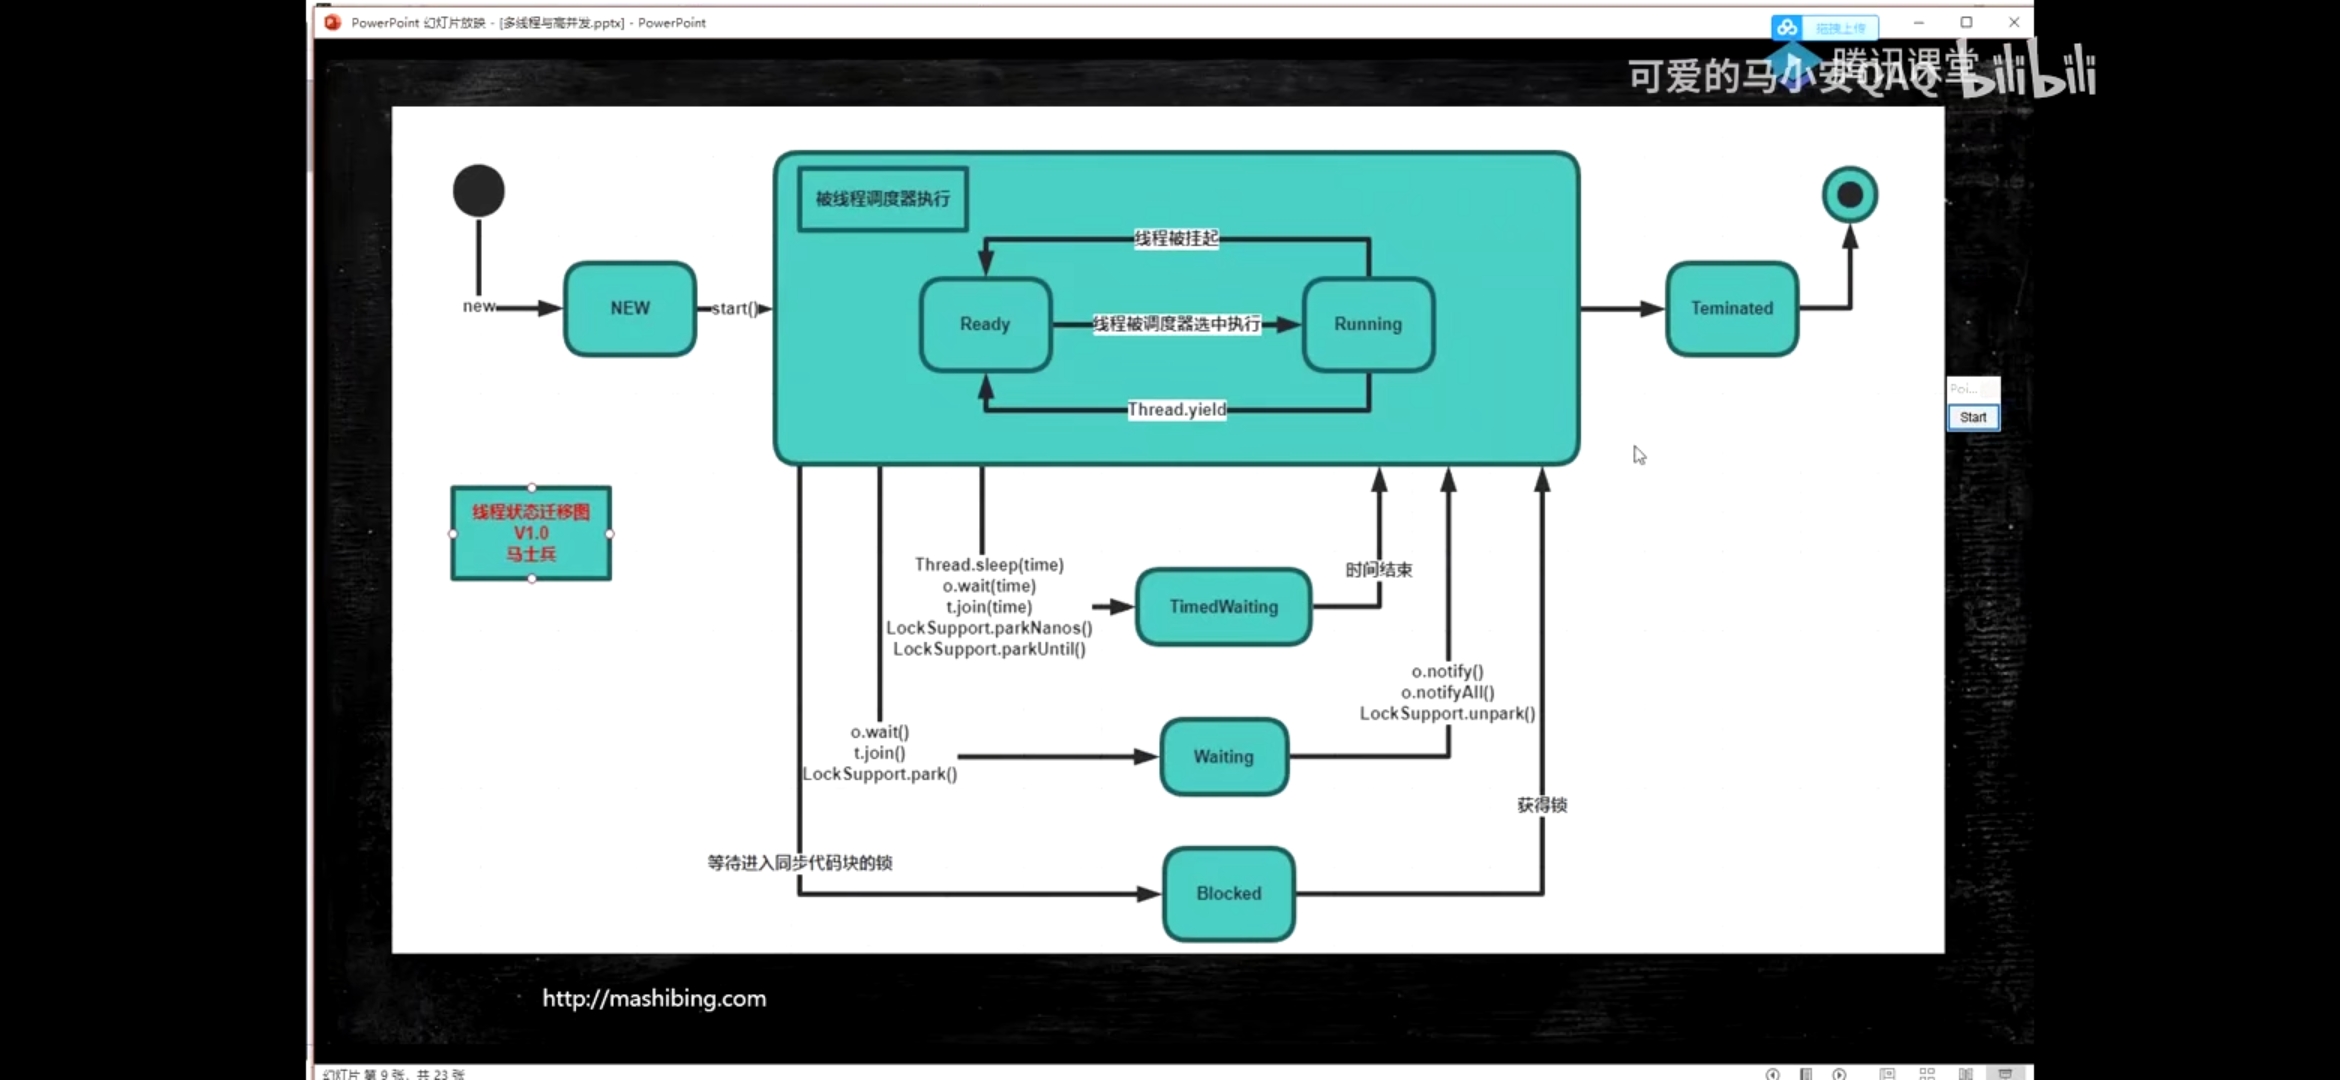 PowerPoint 幻灯片放映 - [多线程与高并发.pptx] - PowerPoint
拖拽上传
腾讯课堂
可爱的马小安QAQ
bilibili
被线程调度器执行
线程被挂起
new
NEW
start()
Ready
线程被调度器选中执行
Running
Teminated
Thread.yield
Poi...
Start
线程状态迁移图
V1.0
马士兵
Thread.sleep(time)
o.wait(time)
t.join(time)
LockSupport.parkNanos()
LockSupport.parkUntil()
TimedWaiting
时间结束
o.notify()
o.notifyAll()
LockSupport.unpark()
o.wait()
t.join()
LockSupport.park()
Waiting
获得锁
等待进入同步代码块的锁
Blocked
http://mashibing.com
幻灯片 第 9 张，共 23 张